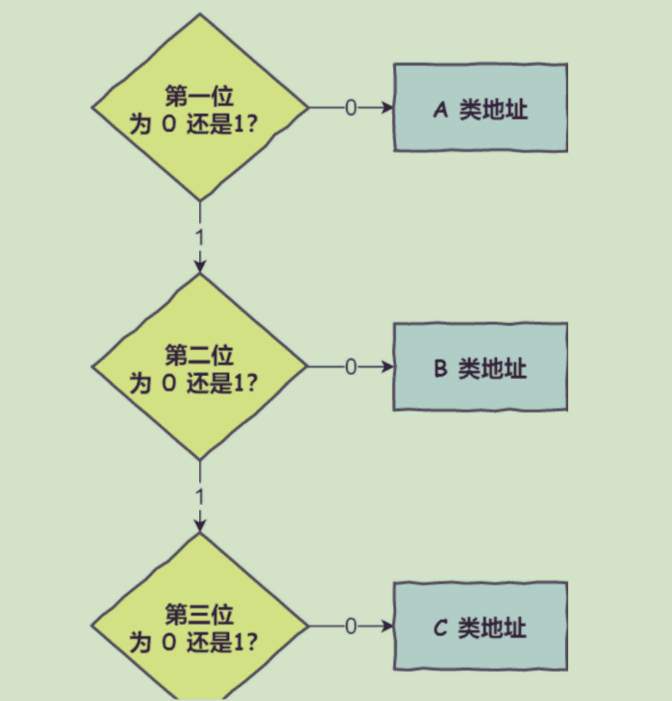 第一位
为 0 还是1?
0
A 类地址
1
第二位
为 0 还是1?
0
B 类地址
1
第三位
为 0 还是1?
0
C 类地址